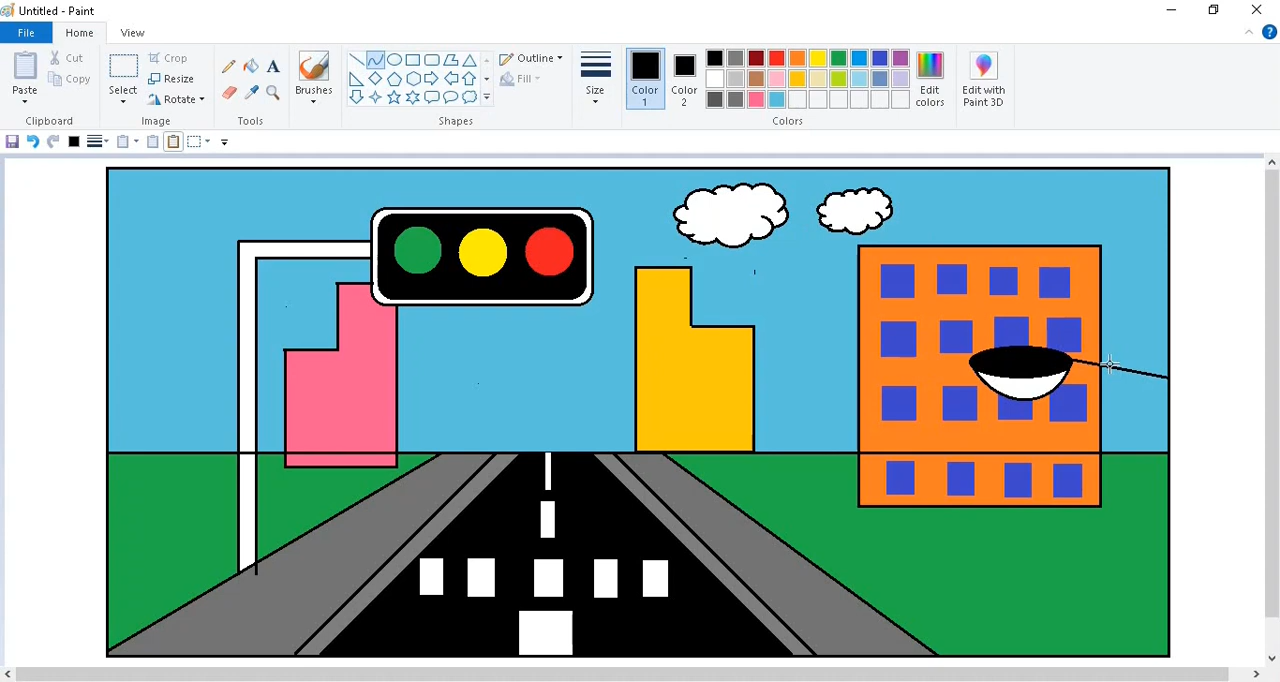 Untitled - Paint
File
Home
View
Paste
Cut
Copy
Clipboard
Select
Crop
Resize
Rotate
Image
A
Tools
Brushes
Outline
Fill
Shapes
Size
Color
1
Color
2
Edit
colors
Colors
Edit with
Paint 3D